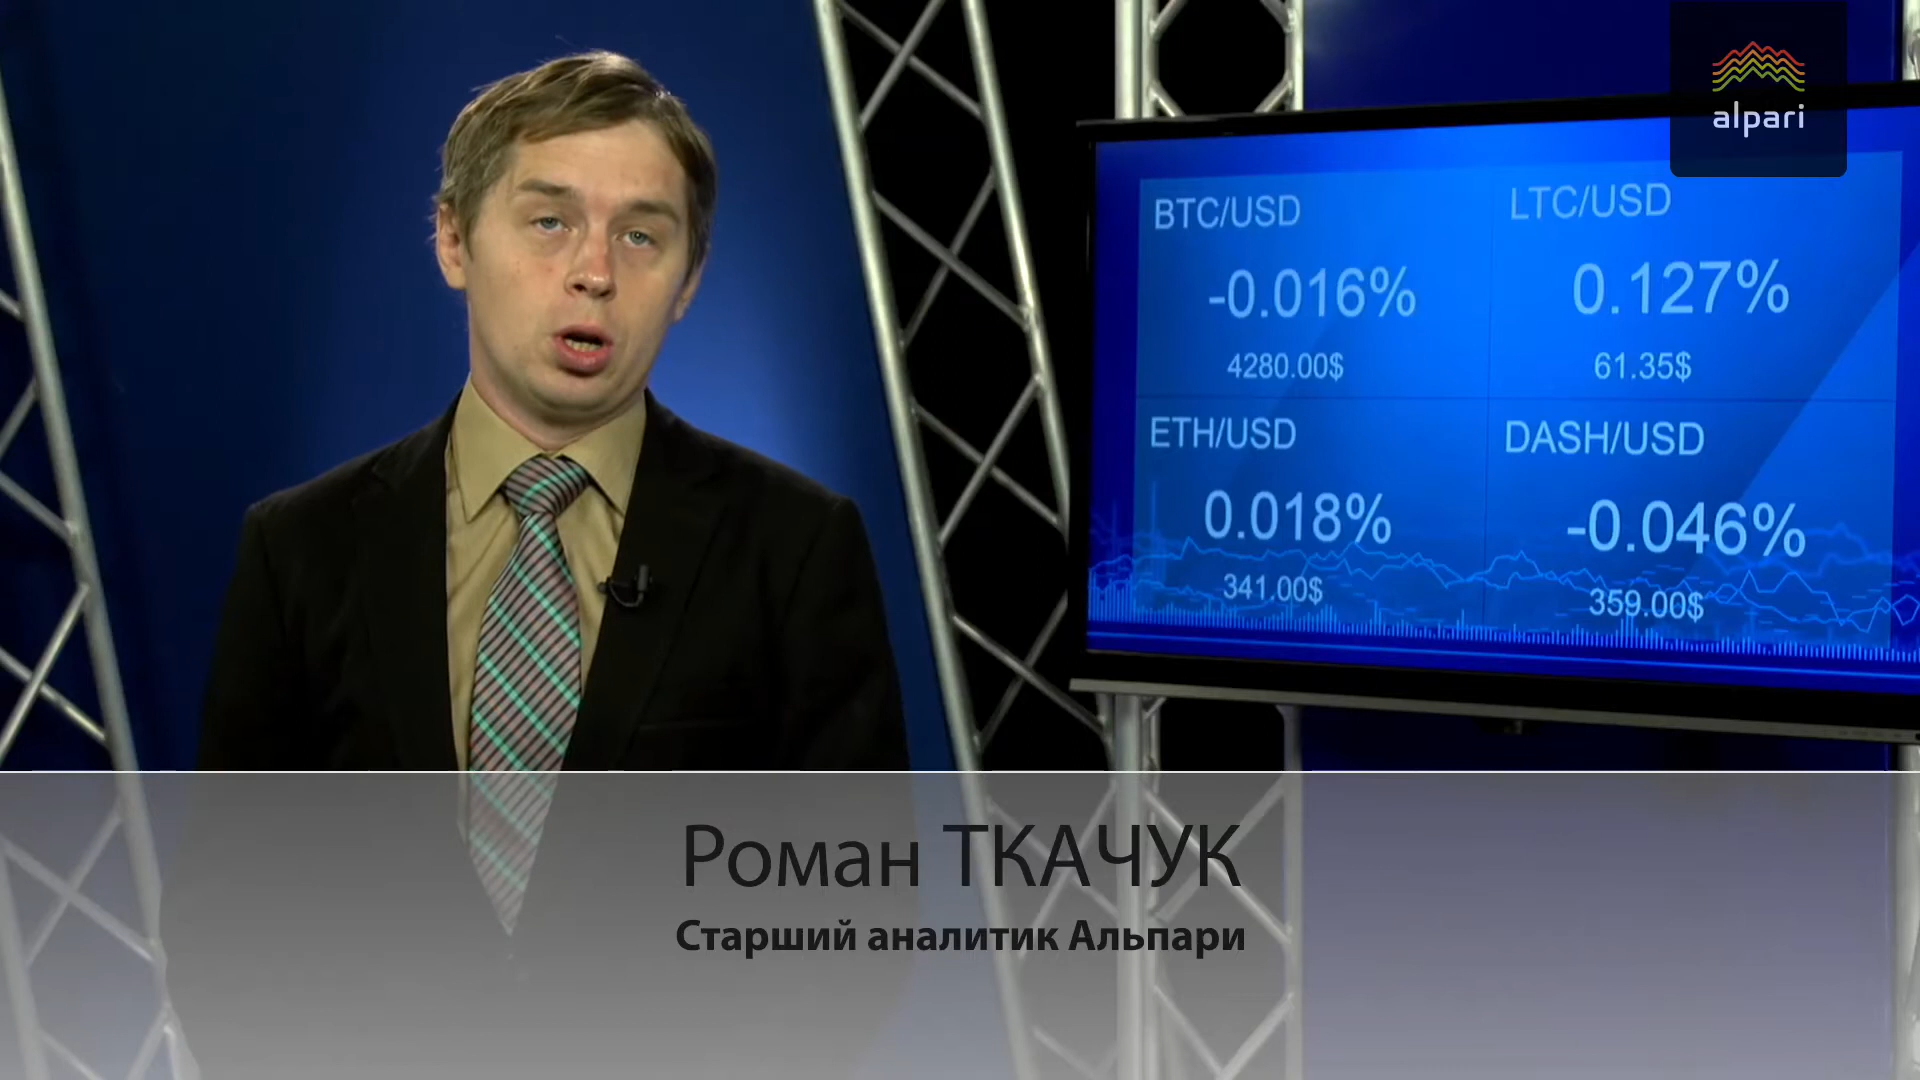 alpari
BTC/USD
-0.016%
4280.00$
LTC/USD
0.127%
61.35$
ETH/USD
0.018%
341.00$
DASH/USD
-0.046%
359.00$
Роман ТКАЧУК
Старший аналитик Альпари